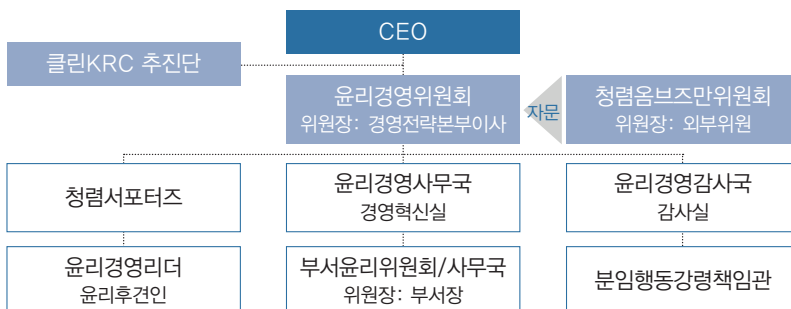 CEO
클린KRC 추진단
윤리경영위원회
위원장: 경영전략본부이사
자문
청렴옴브즈만위원회
위원장: 외부위원
청렴서포터즈
윤리경영사무국
경영혁신실
윤리경영감사국
감사실
윤리경영리더
윤리후견인
부서윤리위원회/사무국
위원장: 부서장
분임행동강령책임관